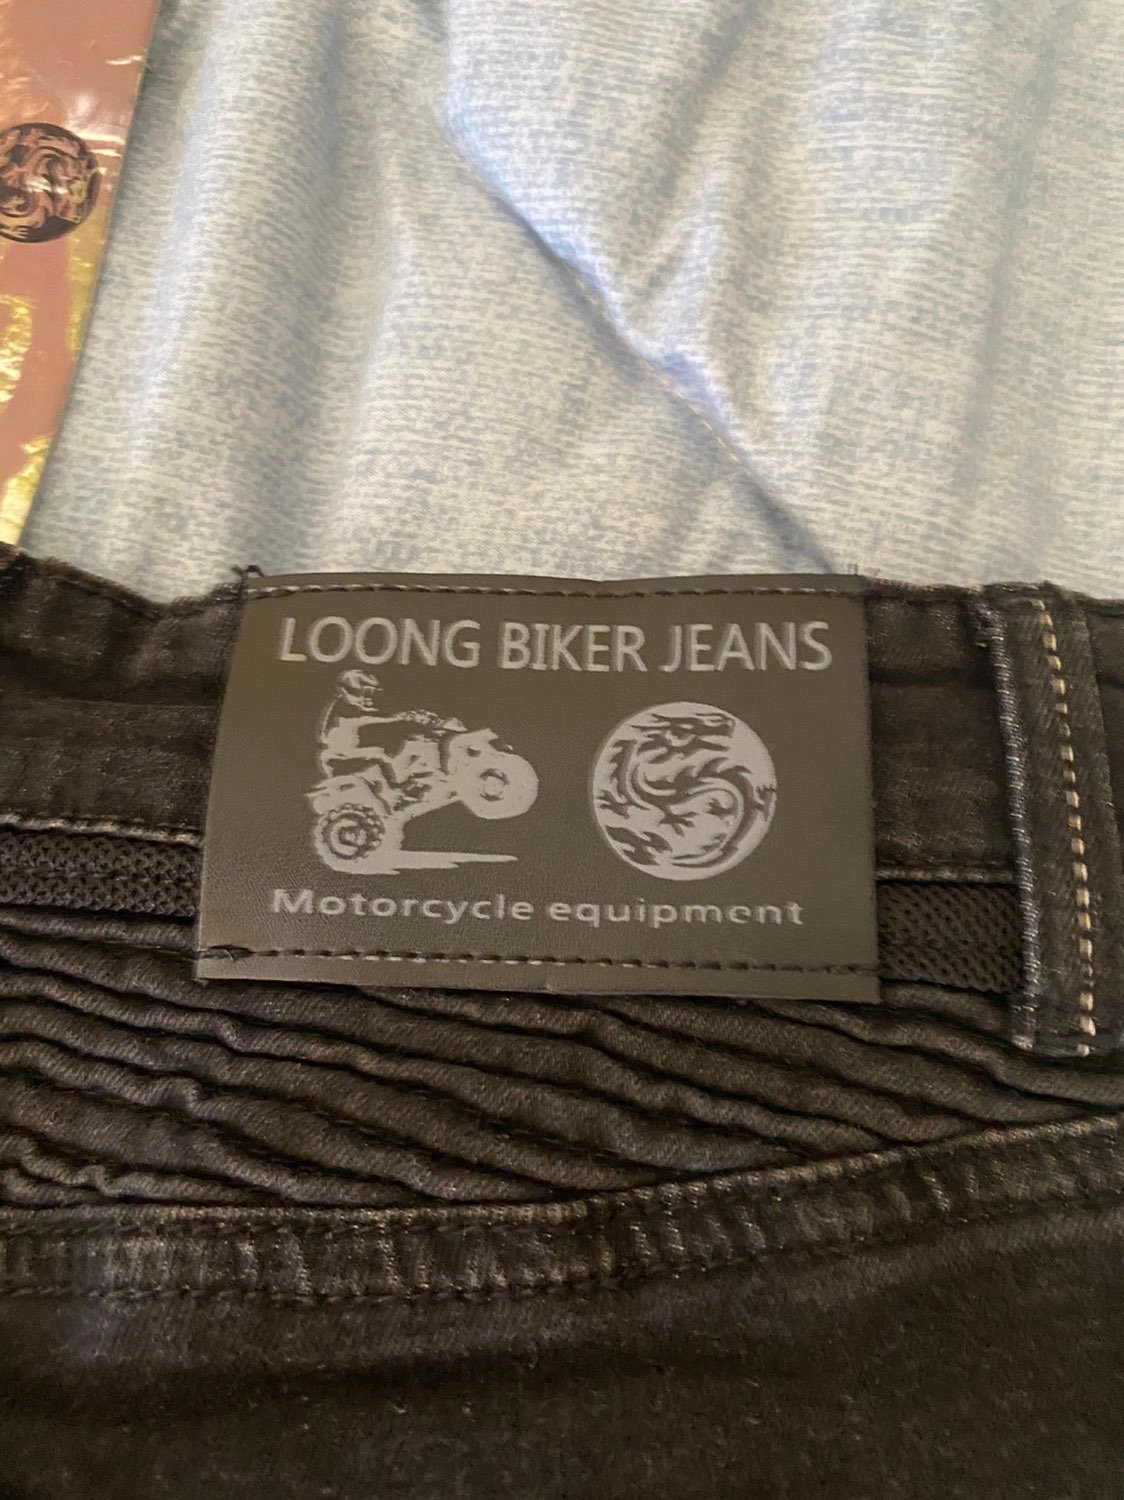 LOONG BIKER JEANS
Motorcycle equipment